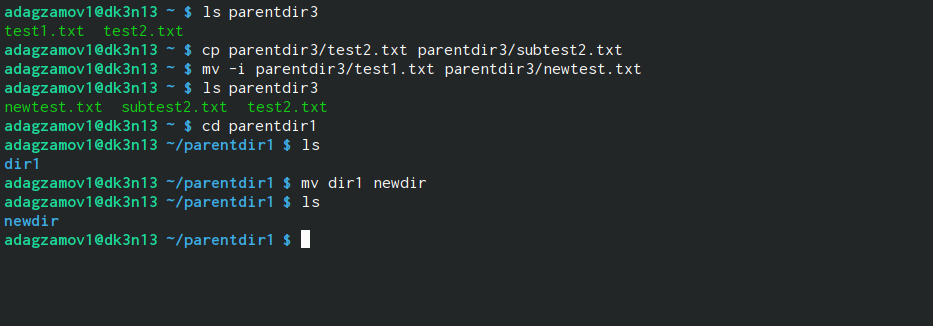 adagzamov1@dk3n13 ~ $ ls parentdir3
test1.txt  test2.txt
adagzamov1@dk3n13 ~ $ cp parentdir3/test2.txt parentdir3/subtest2.txt
adagzamov1@dk3n13 ~ $ mv -i parentdir3/test1.txt parentdir3/newtest.txt
adagzamov1@dk3n13 ~ $ ls parentdir3
newtest.txt  subtest2.txt  test2.txt
adagzamov1@dk3n13 ~ $ cd parentdir1
adagzamov1@dk3n13 ~/parentdir1 $ ls
dir1
adagzamov1@dk3n13 ~/parentdir1 $ mv dir1 newdir
adagzamov1@dk3n13 ~/parentdir1 $ ls
newdir
adagzamov1@dk3n13 ~/parentdir1 $